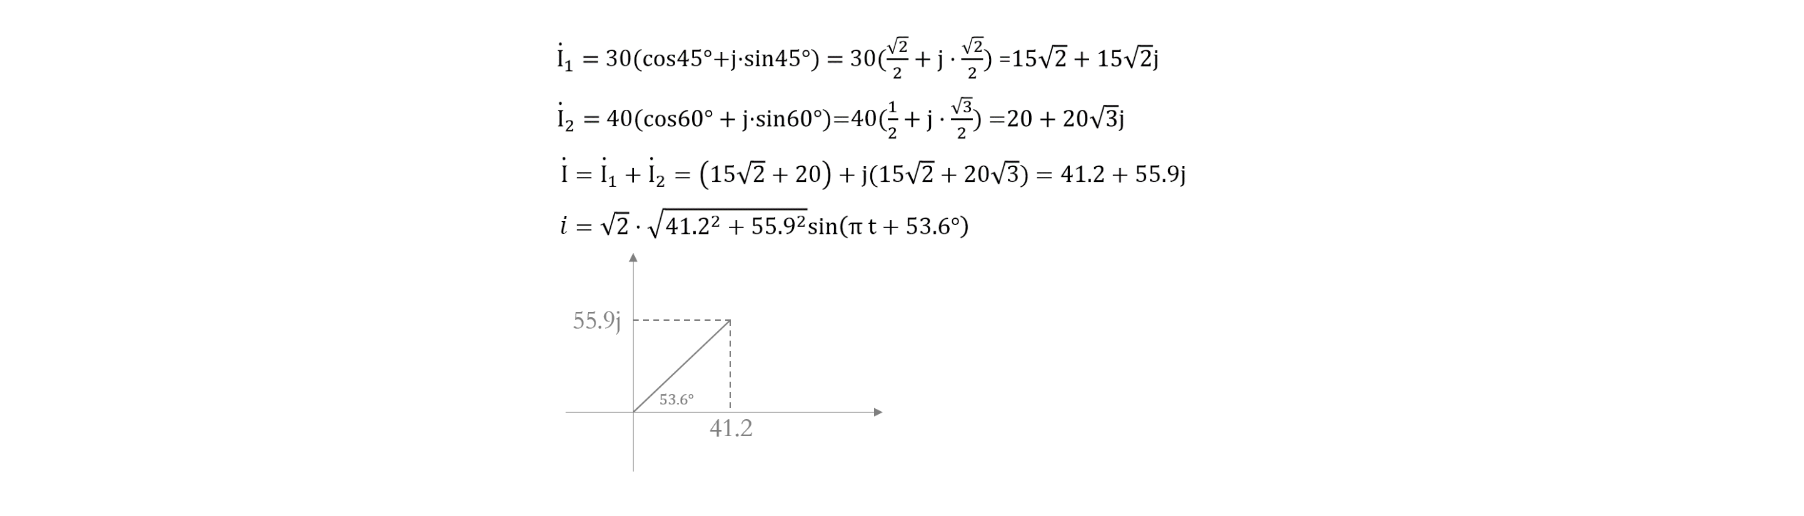 İ₁ = 30(cos45°+j·sin45°) = 30(√2/2 + j · √2/2) =15√2 + 15√2j
İ₂ = 40(cos60° + j·sin60°)=40(1/2 + j · √3/2) =20 + 20√3j
İ = İ₁ + İ₂ = (15√2 + 20) + j(15√2 + 20√3) = 41.2 + 55.9j
i = √2 · √(41.2² + 55.9²)sin(π t + 53.6°)
55.9j
53.6°
41.2